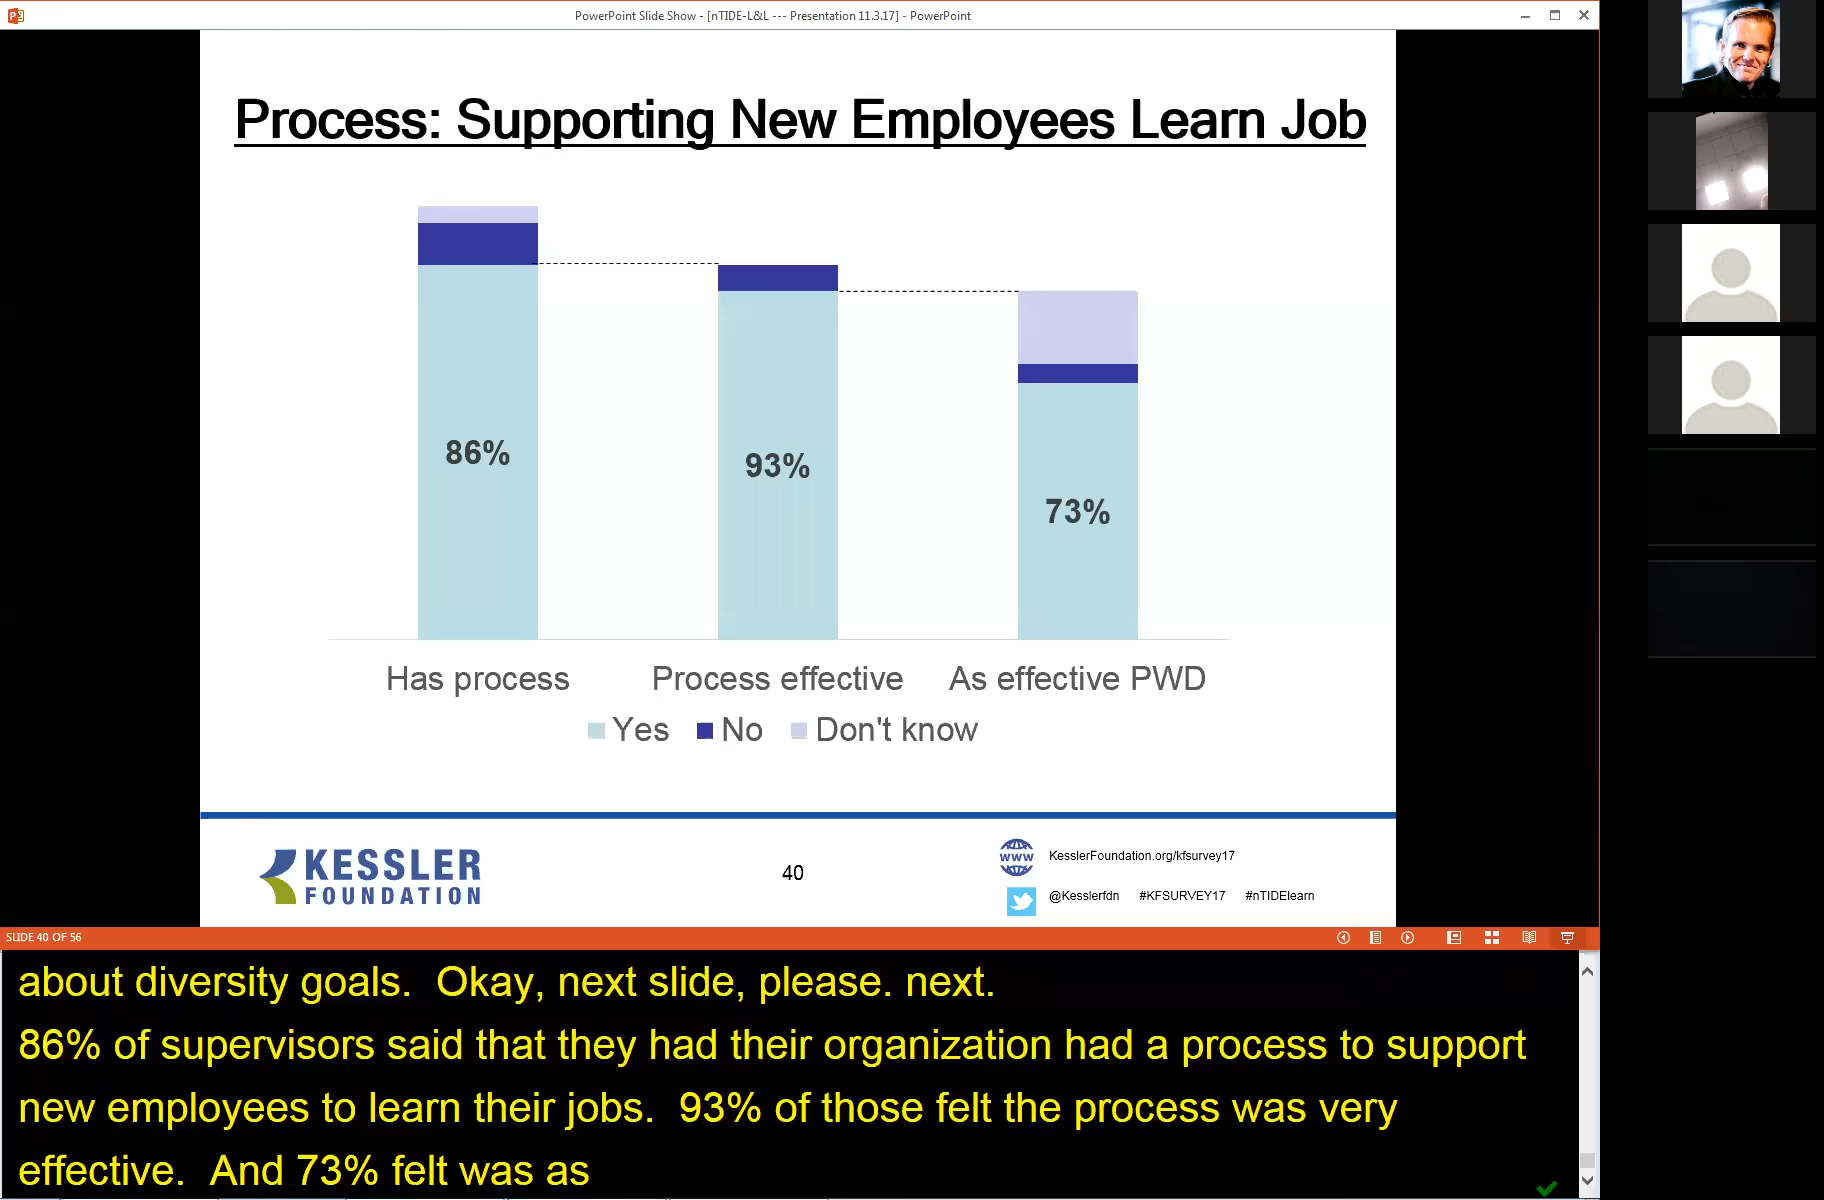 PowerPoint Slide Show - [nTIDE-L&L --- Presentation 11.3.17] - PowerPoint
Process: Supporting New Employees Learn Job
86%
93%
73%
Has process
Process effective
As effective PWD
Yes No Don't know
KESSLER
FOUNDATION
40
www
KesslerFoundation.org/kfsurvey17
@Kesslerfdn #KFSURVEY17 #nTIDElearn
SLIDE 40 OF 56
about diversity goals.  Okay, next slide, please. next.
86% of supervisors said that they had their organization had a process to support
new employees to learn their jobs.  93% of those felt the process was very
effective.  And 73% felt was as